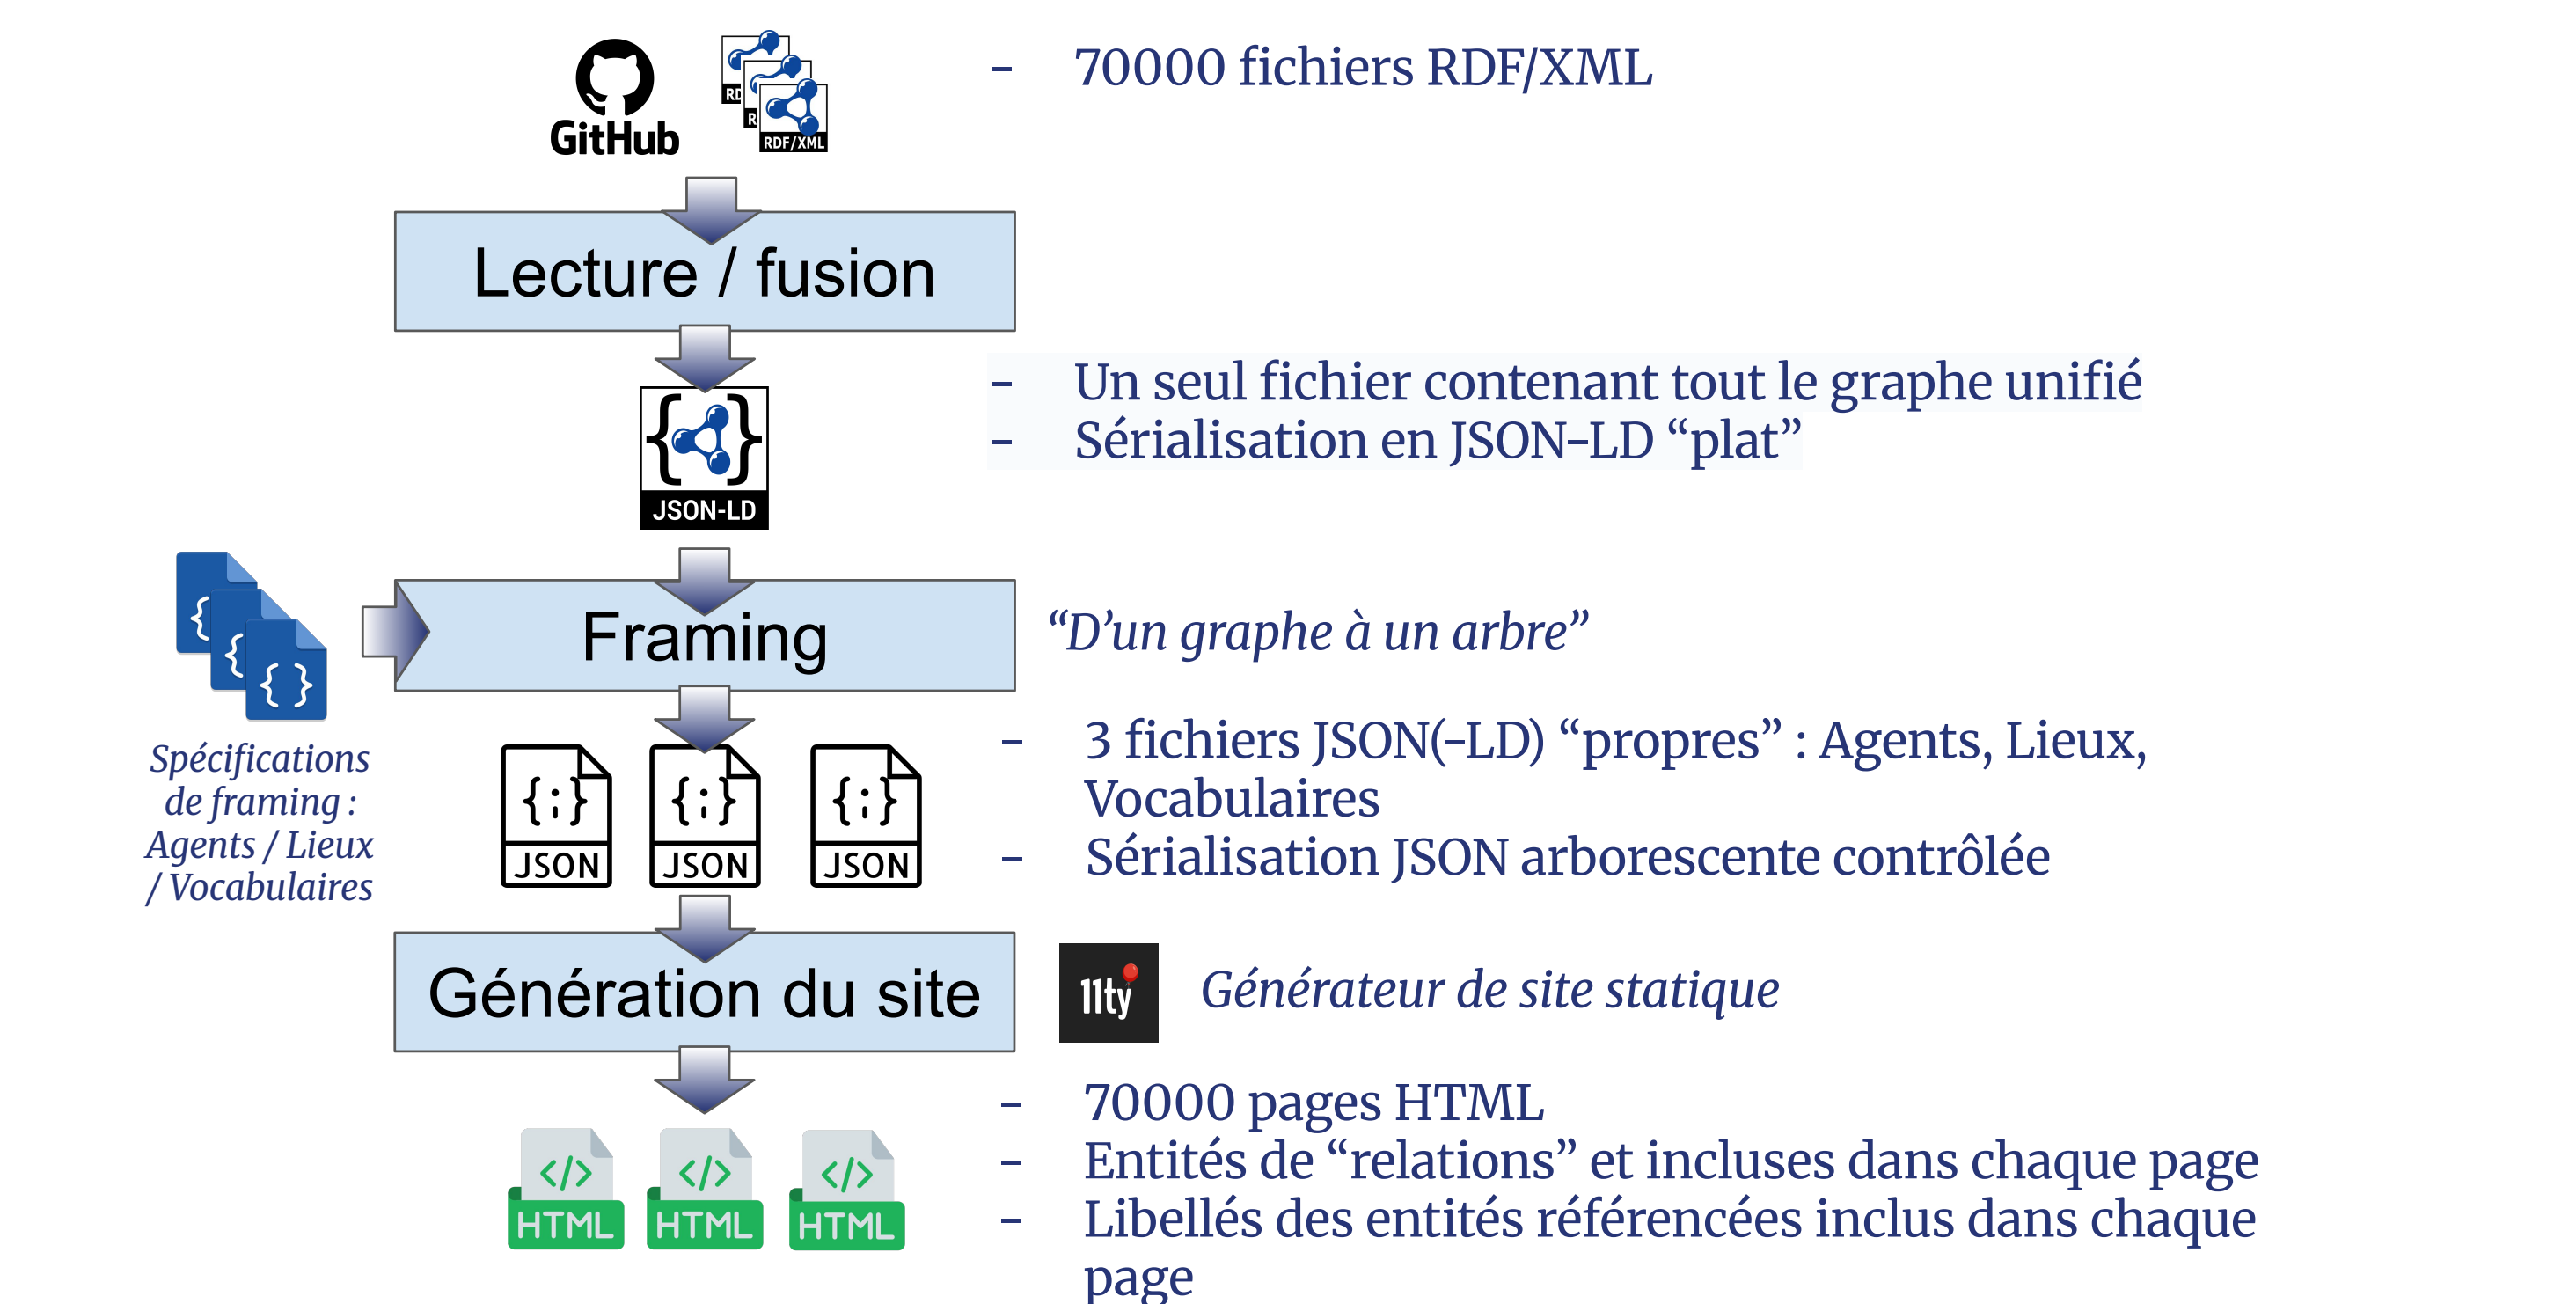 GitHub
RD
R
RDF/XML
- 70000 fichiers RDF/XML
Lecture / fusion
- Un seul fichier contenant tout le graphe unifié
- Sérialisation en JSON-LD “plat”
{ }
JSON-LD
{
{
{ }
Spécifications
de framing :
Agents / Lieux
/ Vocabulaires
Framing
“D’un graphe à un arbre”
- 3 fichiers JSON(-LD) “propres” : Agents, Lieux,
Vocabulaires
- Sérialisation JSON arborescente contrôlée
{;} {;} {;}
JSON JSON JSON
Génération du site
11ty
Générateur de site statique
- 70000 pages HTML
- Entités de “relations” et incluses dans chaque page
- Libellés des entités référencées inclus dans chaque
page
</> </> </>
HTML HTML HTML